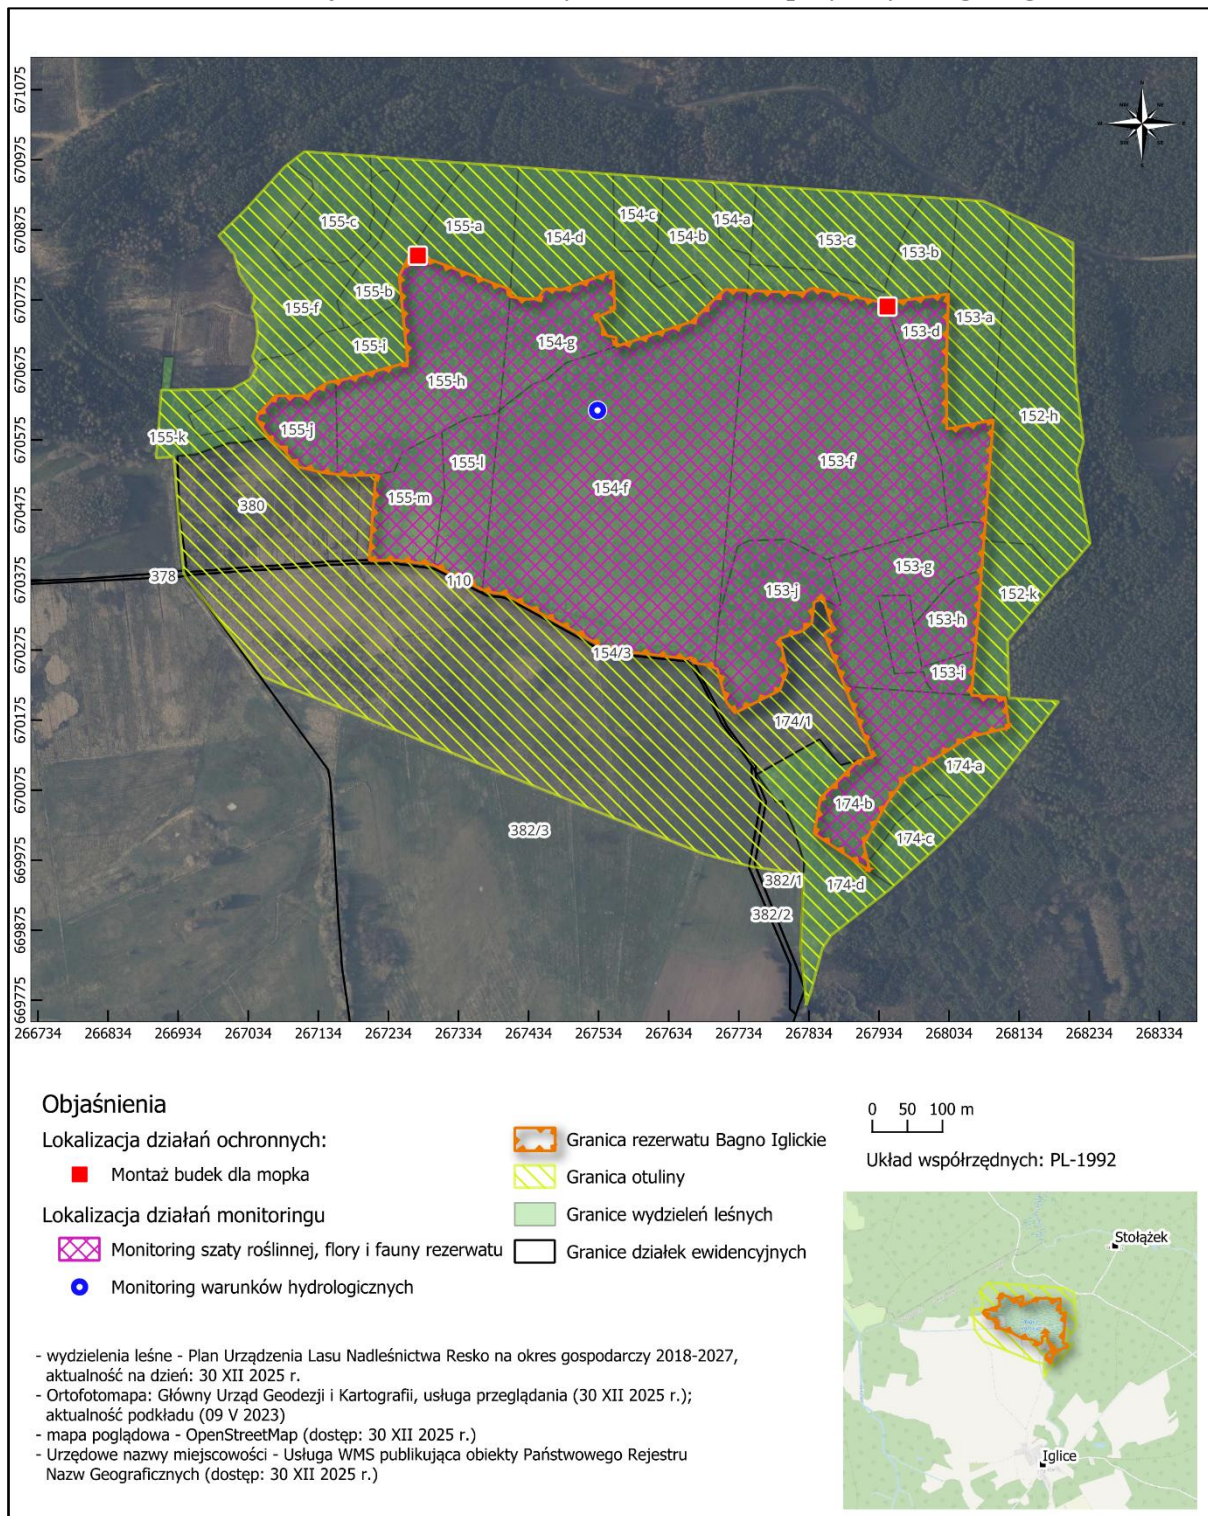 671075
670975
670875
670775
670675
670575
670475
670375
670275
670175
670075
669975
669875
669775
N
NE
E
SE
S
SW
W
NW
155-c
155-a
154-c
154-a
154-d
154-b
153-c
153-b
155-b
155-f
153-a
155-i
154-g
153-d
155-h
152-h
155-j
155-k
155-l
153-f
154-f
155-m
380
378
110
153-g
153-j
152-k
153-h
154/3
153-i
174/1
174-a
174-b
174-c
382/3
382/1
174-d
382/2
266734 266834 266934 267034 267134 267234 267334 267434 267534 267634 267734 267834 267934 268034 268134 268234 268334
Objaśnienia
Lokalizacja działań ochronnych:
Montaż budek dla mopka
Lokalizacja działań monitoringu
Monitoring szaty roślinnej, flory i fauny rezerwatu
Monitoring warunków hydrologicznych
Granica rezerwatu Bagno Iglickie
Granica otuliny
Granice wydzieleń leśnych
Granice działek ewidencyjnych
0 50 100 m
Układ współrzędnych: PL-1992
Stołążek
Iglice
- wydzielenia leśne - Plan Urządzenia Lasu Nadleśnictwa Resko na okres gospodarczy 2018-2027,
aktualność na dzień: 30 XII 2025 r.
- Ortofotomapa: Główny Urząd Geodezji i Kartografii, usługa przeglądania (30 XII 2025 r.);
aktualność podkładu (09 V 2023)
- mapa poglądowa - OpenStreetMap (dostęp: 30 XII 2025 r.)
- Urzędowe nazwy miejscowości - Usługa WMS publikująca obiekty Państwowego Rejestru
Nazw Geograficznych (dostęp: 30 XII 2025 r.)